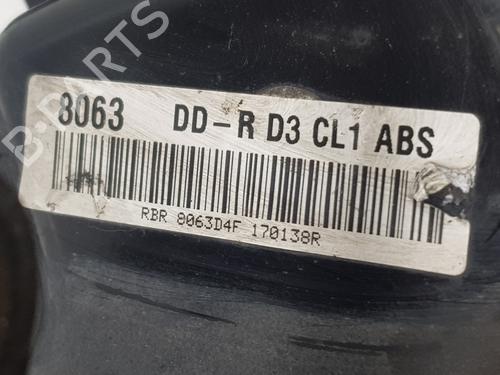 B-PARTS
8063 DD-R D3 CL1 ABS
RBR 8063D4F 170138R